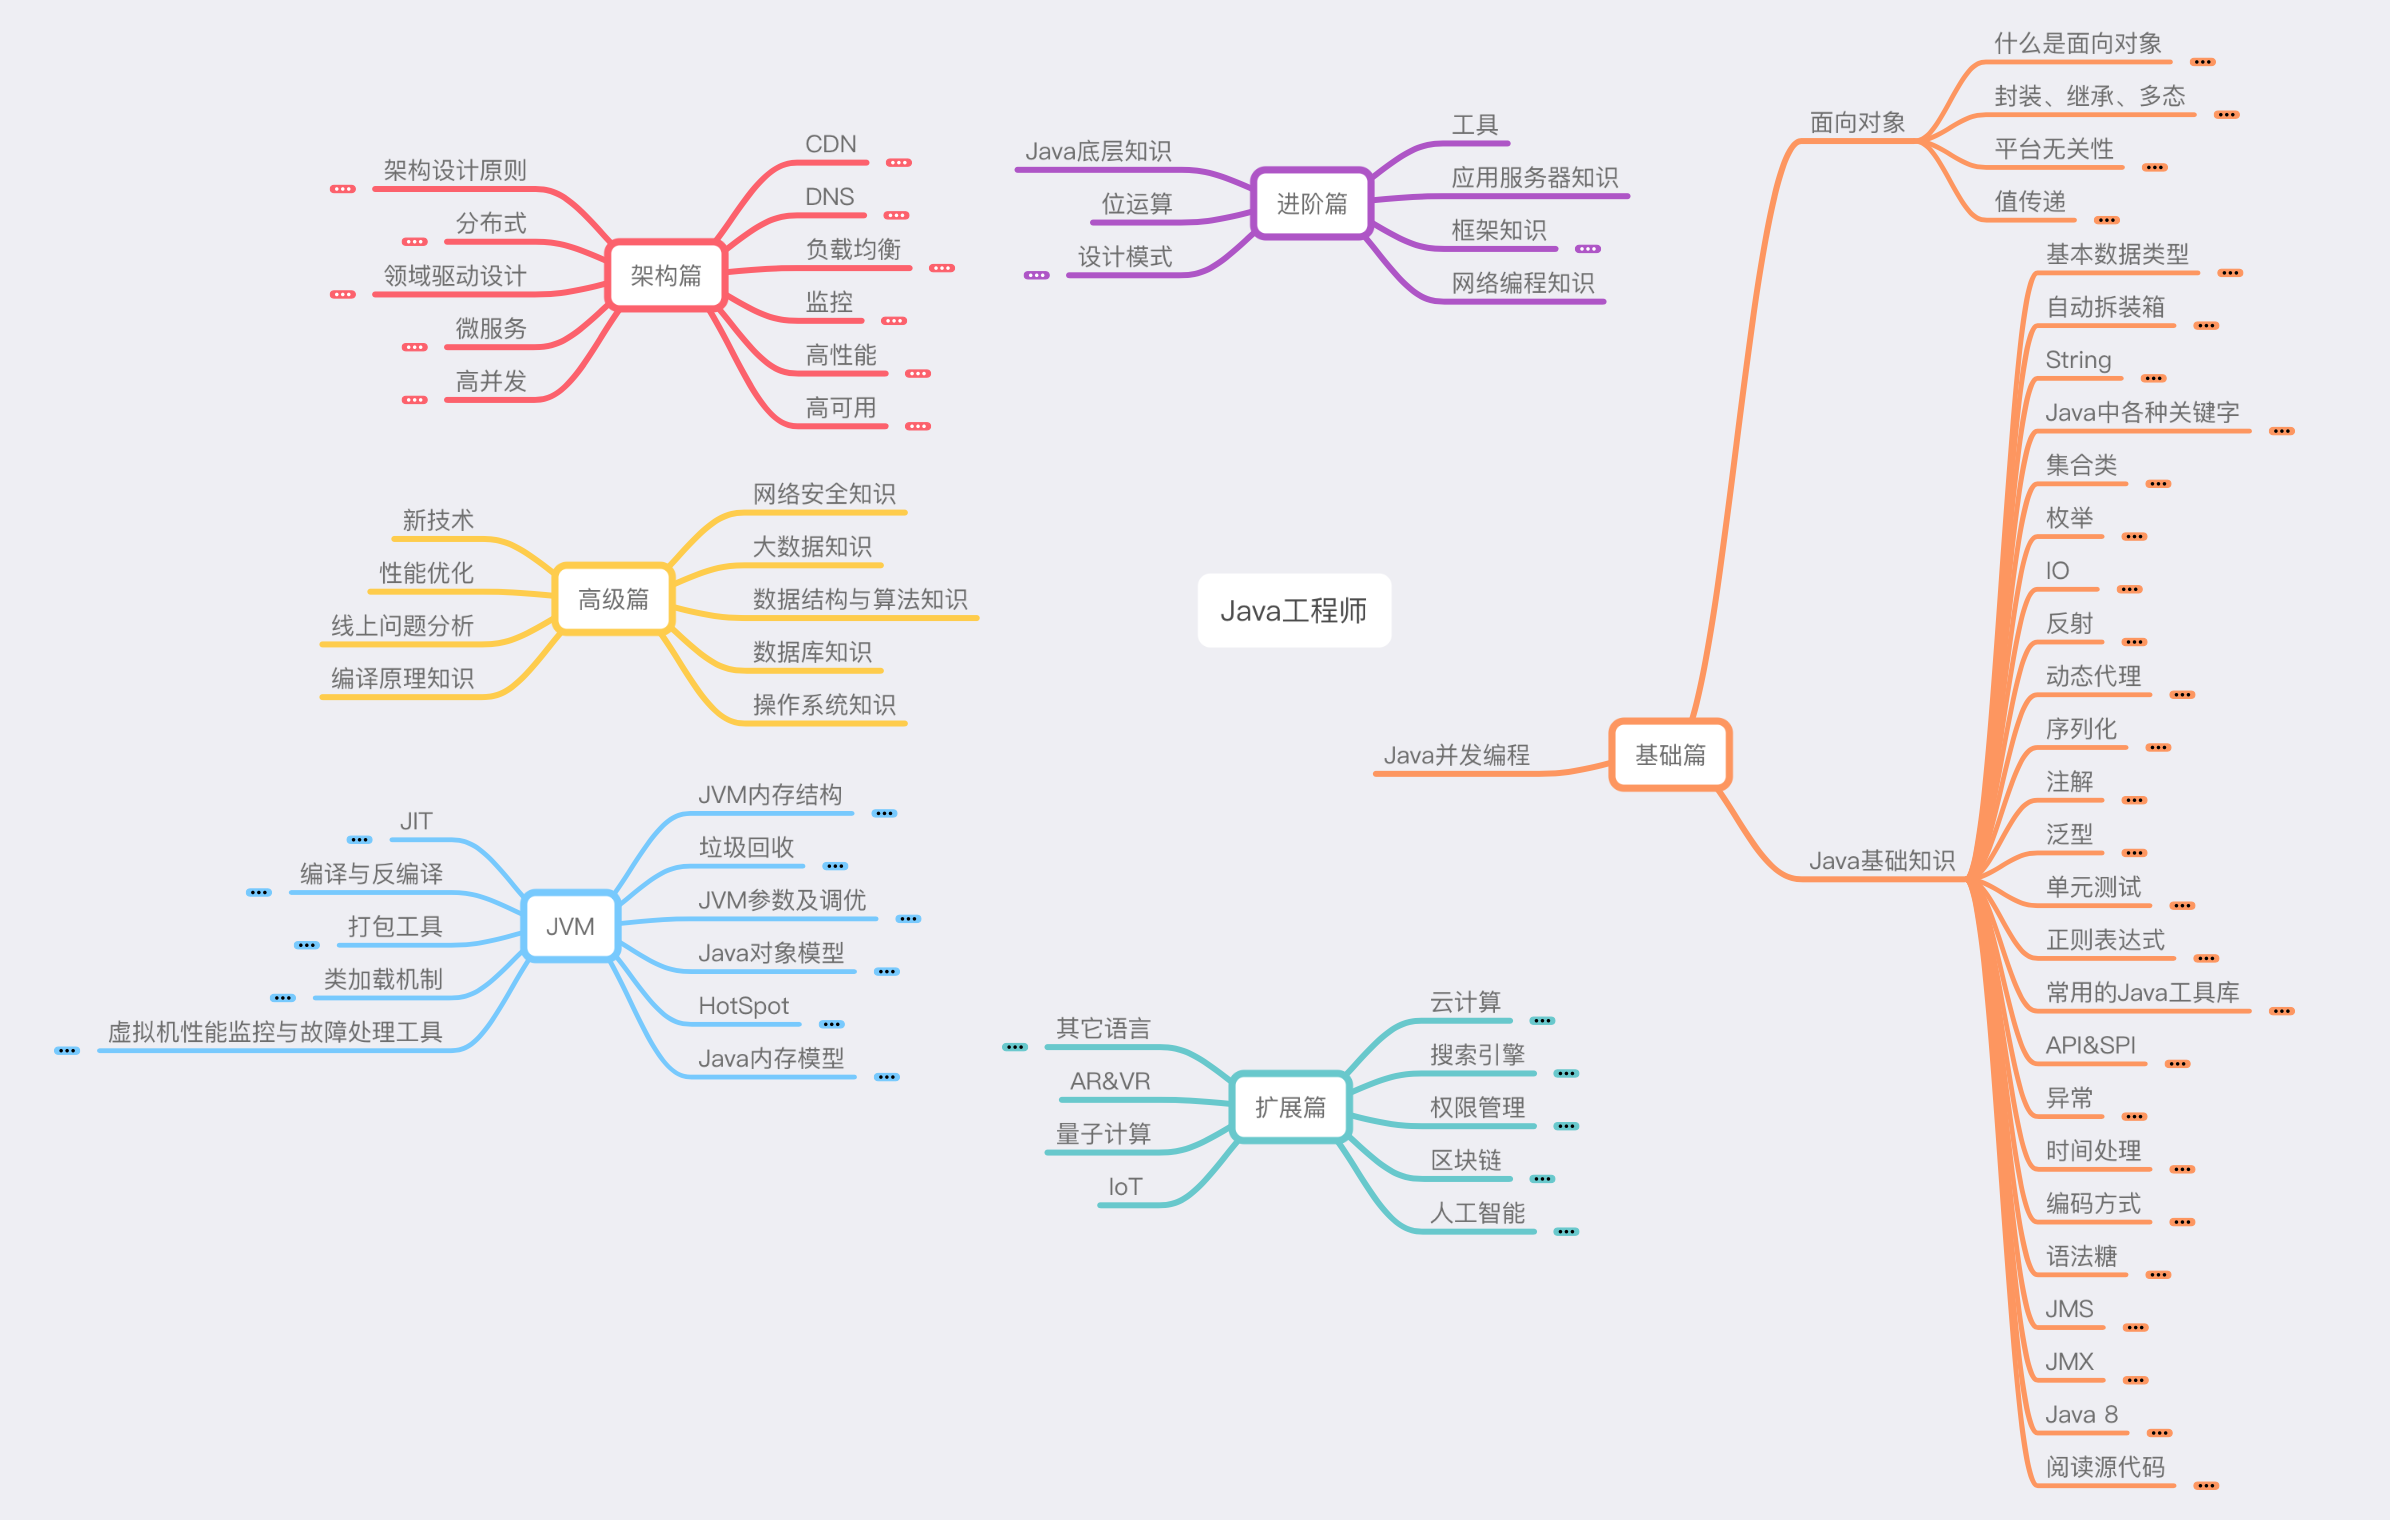 Java工程师
基础篇
面向对象
什么是面向对象
封装、继承、多态
平台无关性
值传递
Java基础知识
基本数据类型
自动拆装箱
String
Java中各种关键字
集合类
枚举
IO
反射
动态代理
序列化
注解
泛型
单元测试
正则表达式
常用的Java工具库
API&SPI
异常
时间处理
编码方式
语法糖
JMS
JMX
Java 8
阅读源代码
Java并发编程
进阶篇
工具
应用服务器知识
框架知识
网络编程知识
Java底层知识
位运算
设计模式
架构篇
CDN
DNS
负载均衡
监控
高性能
高可用
架构设计原则
分布式
领域驱动设计
微服务
高并发
高级篇
网络安全知识
大数据知识
数据结构与算法知识
数据库知识
操作系统知识
新技术
性能优化
线上问题分析
编译原理知识
JVM
JVM内存结构
垃圾回收
JVM参数及调优
Java对象模型
HotSpot
Java内存模型
JIT
编译与反编译
打包工具
类加载机制
虚拟机性能监控与故障处理工具
扩展篇
云计算
搜索引擎
权限管理
区块链
人工智能
其它语言
AR&VR
量子计算
IoT